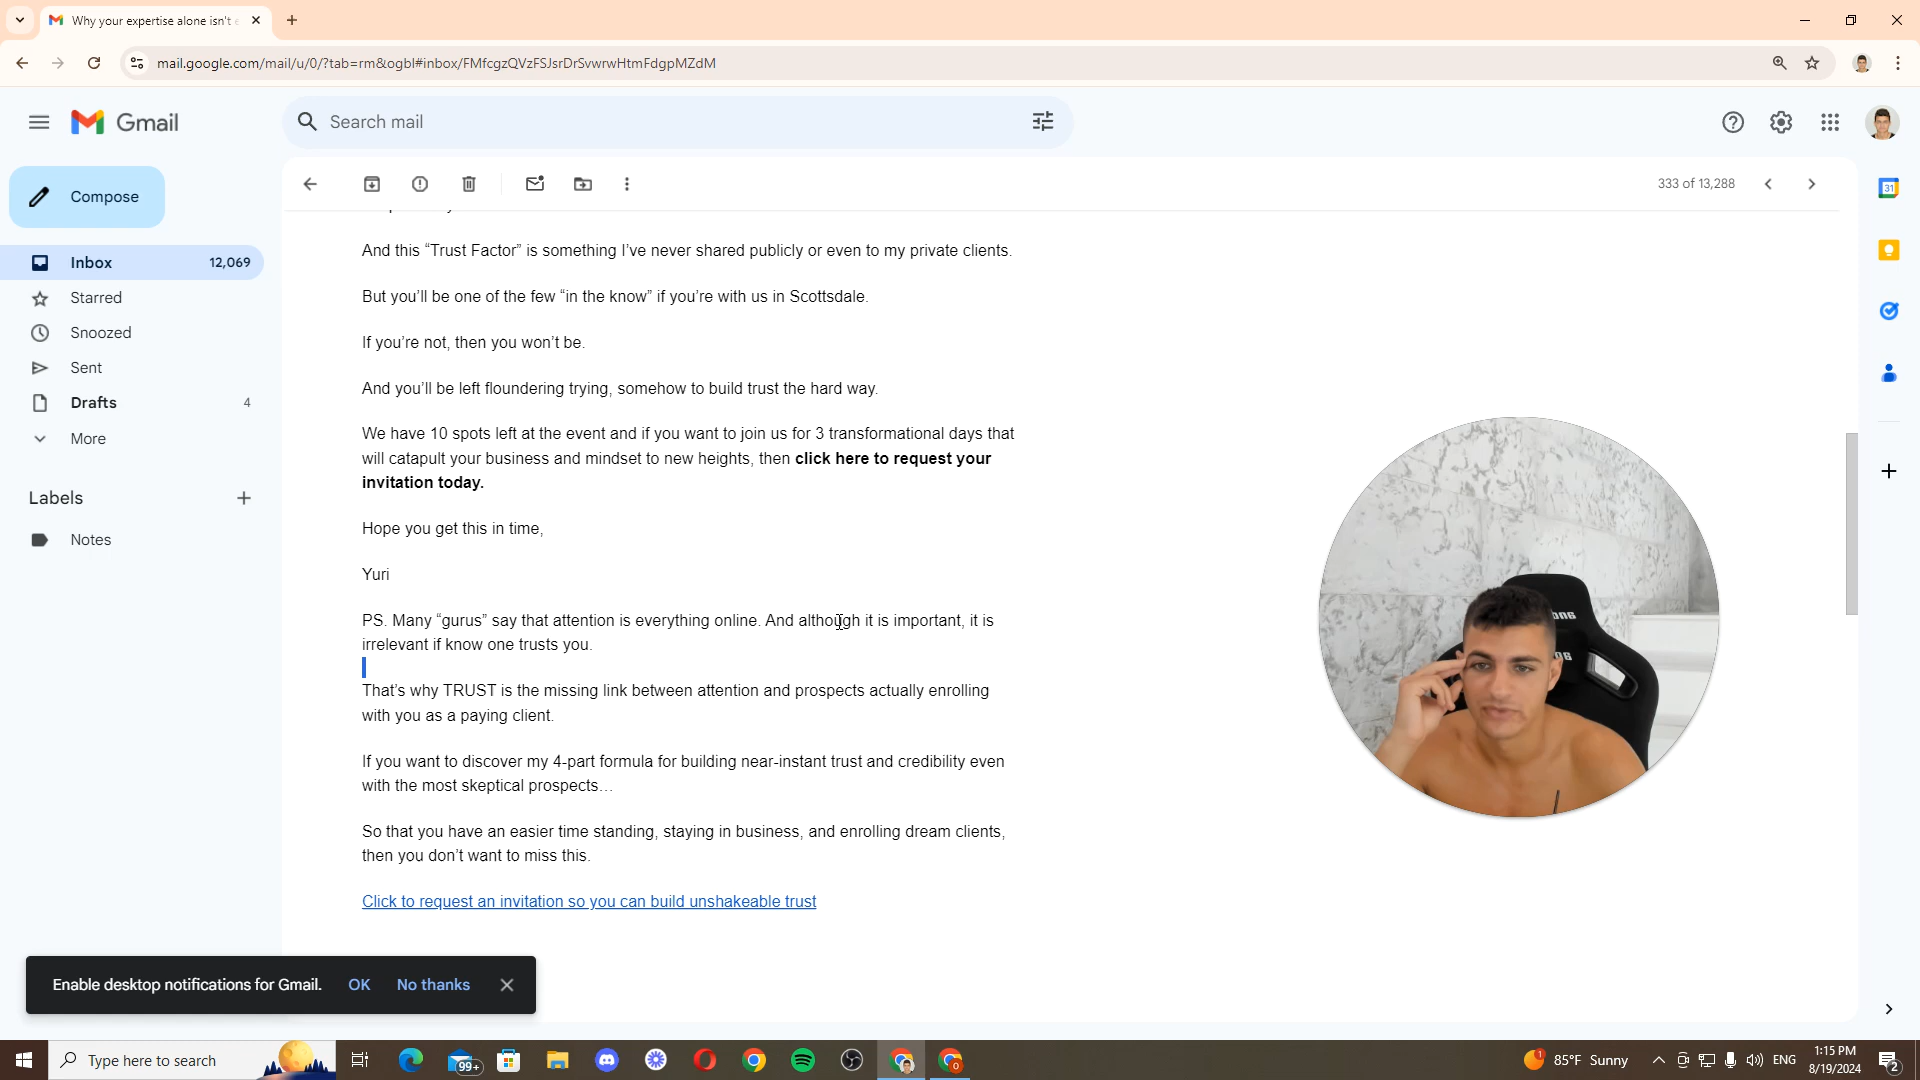 Why your expertise alone isn't
mail.google.com/mail/u/0/?tab=rm&ogbl#inbox/FMfcgzQVzFSJsrDrSvwrwHtmFdgpMZdM
Gmail
Search mail
Compose
333 of 13,288
Inbox 12,069
Starred
Snoozed
Sent
Drafts 4
More
Labels
Notes
And this “Trust Factor” is something I’ve never shared publicly or even to my private clients.
But you’ll be one of the few “in the know” if you’re with us in Scottsdale.
If you’re not, then you won’t be.
And you’ll be left floundering trying, somehow to build trust the hard way.
We have 10 spots left at the event and if you want to join us for 3 transformational days that
will catapult your business and mindset to new heights, then click here to request your
invitation today.
Hope you get this in time,
Yuri
PS. Many “gurus” say that attention is everything online. And although it is important, it is
irrelevant if know one trusts you.
That’s why TRUST is the missing link between attention and prospects actually enrolling
with you as a paying client.
If you want to discover my 4-part formula for building near-instant trust and credibility even
with the most skeptical prospects…
So that you have an easier time standing, staying in business, and enrolling dream clients,
then you don’t want to miss this.
Click to request an invitation so you can build unshakeable trust
31
Enable desktop notifications for Gmail. OK No thanks
Type here to search
99+
85°F Sunny
ENG
1:15 PM
8/19/2024
2